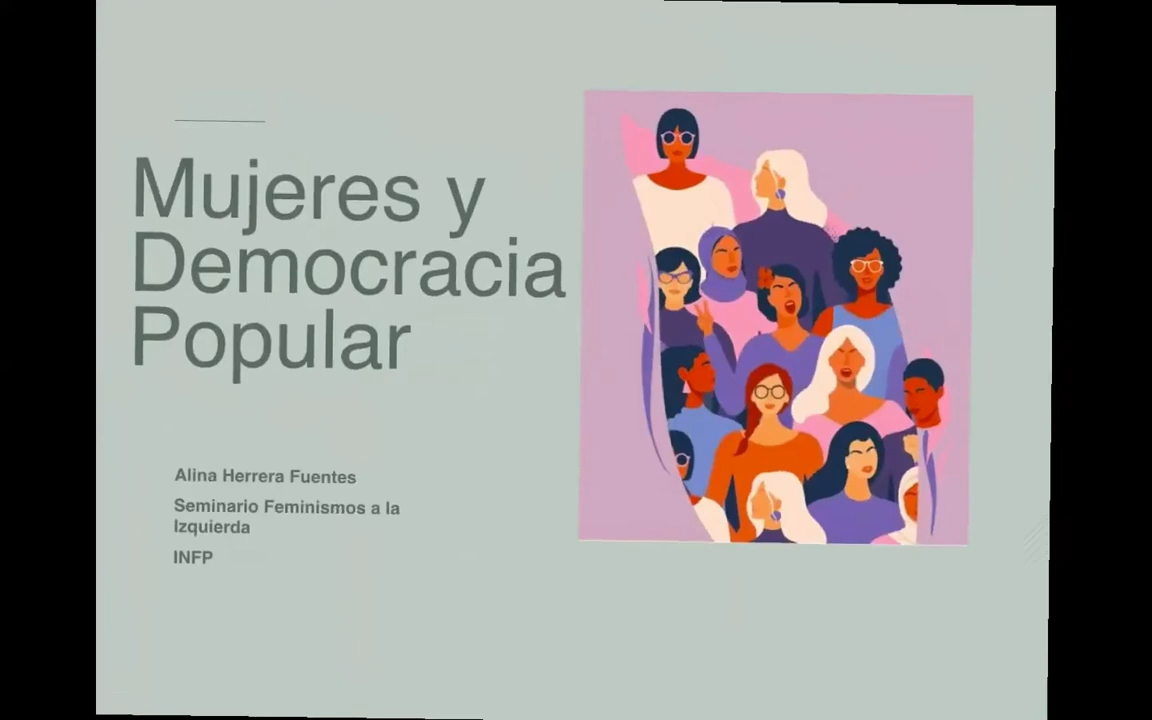 Mujeres y
Democracia
Popular
Alina Herrera Fuentes
Seminario Feminismos a la
Izquierda
INFP